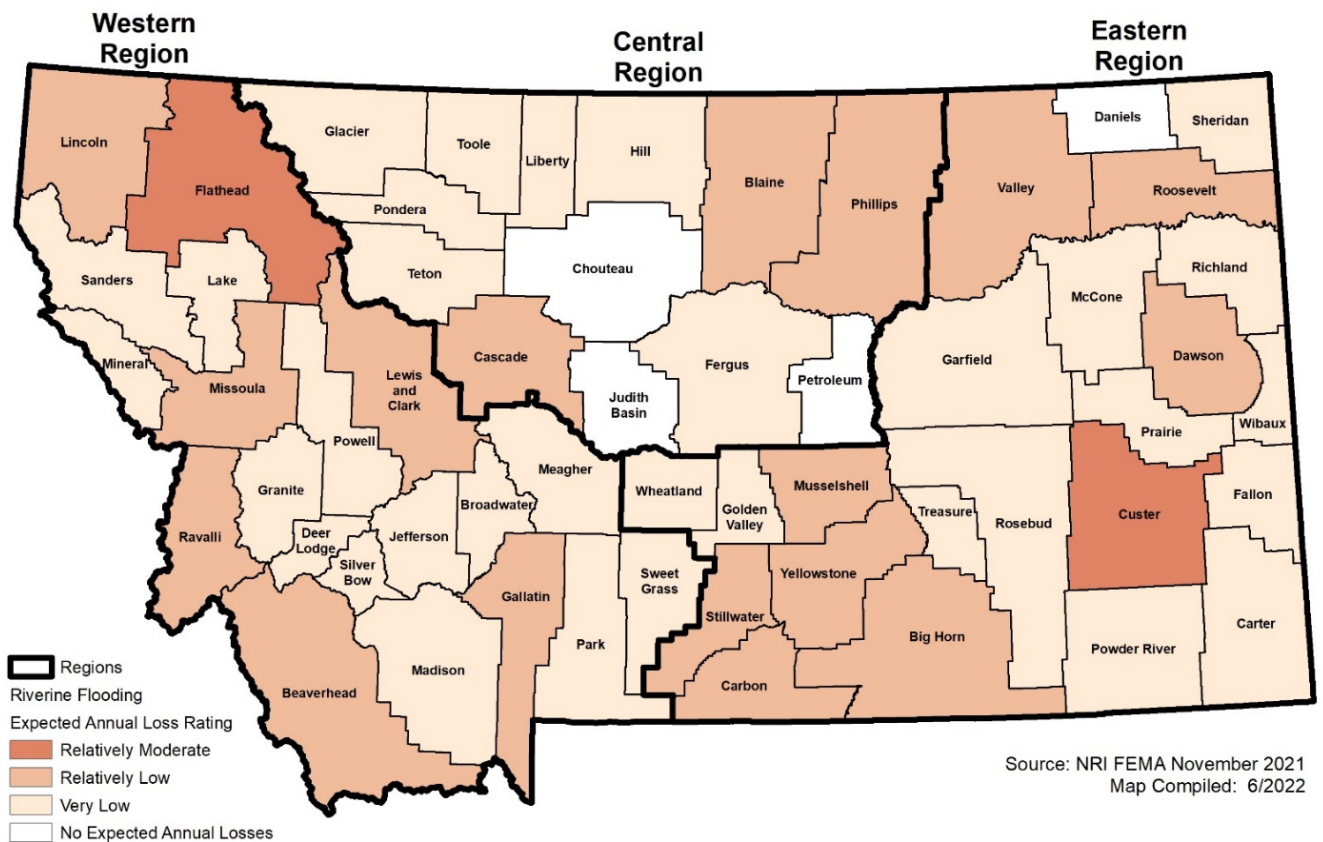 Western
Region
Central
Region
Eastern
Region
Lincoln
Flathead
Glacier
Toole
Liberty
Hill
Blaine
Phillips
Valley
Daniels
Sheridan
Roosevelt
Pondera
Teton
Chouteau
Sanders
Lake
McCone
Richland
Mineral
Missoula
Lewis
and
Clark
Cascade
Judith
Basin
Fergus
Petroleum
Garfield
Dawson
Powell
Prairie
Wibaux
Ravalli
Granite
Deer
Lodge
Silver
Bow
Jefferson
Broadwater
Meagher
Wheatland
Golden
Valley
Musselshell
Treasure
Rosebud
Custer
Fallon
Beaverhead
Madison
Gallatin
Park
Sweet
Grass
Stillwater
Yellowstone
Carbon
Big Horn
Powder River
Carter
Regions
Riverine Flooding
Expected Annual Loss Rating
Relatively Moderate
Relatively Low
Very Low
No Expected Annual Losses
Source: NRI FEMA November 2021
Map Compiled: 6/2022